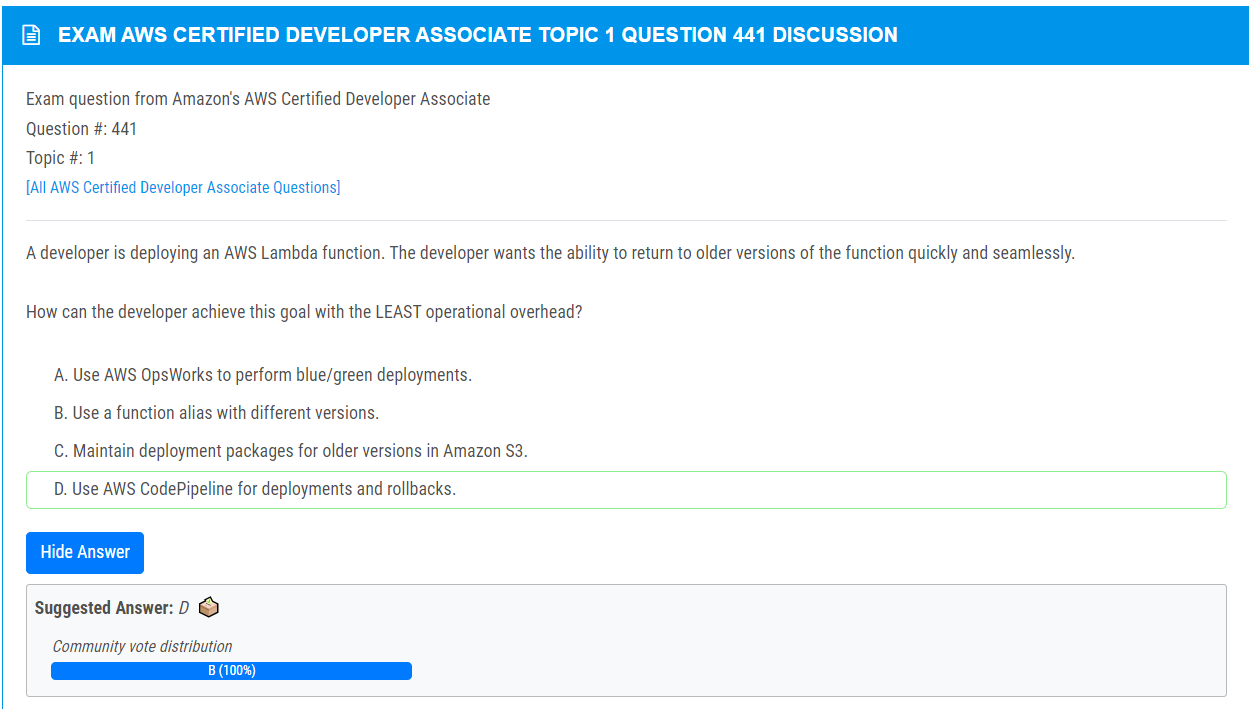 EXAM AWS CERTIFIED DEVELOPER ASSOCIATE TOPIC 1 QUESTION 441 DISCUSSION
Exam question from Amazon's AWS Certified Developer Associate
Question #: 441
Topic #: 1
[All AWS Certified Developer Associate Questions]
A developer is deploying an AWS Lambda function. The developer wants the ability to return to older versions of the function quickly and seamlessly.
How can the developer achieve this goal with the LEAST operational overhead?
A. Use AWS OpsWorks to perform blue/green deployments.
B. Use a function alias with different versions.
C. Maintain deployment packages for older versions in Amazon S3.
D. Use AWS CodePipeline for deployments and rollbacks.
Hide Answer
Suggested Answer: D
Community vote distribution
B (100%)